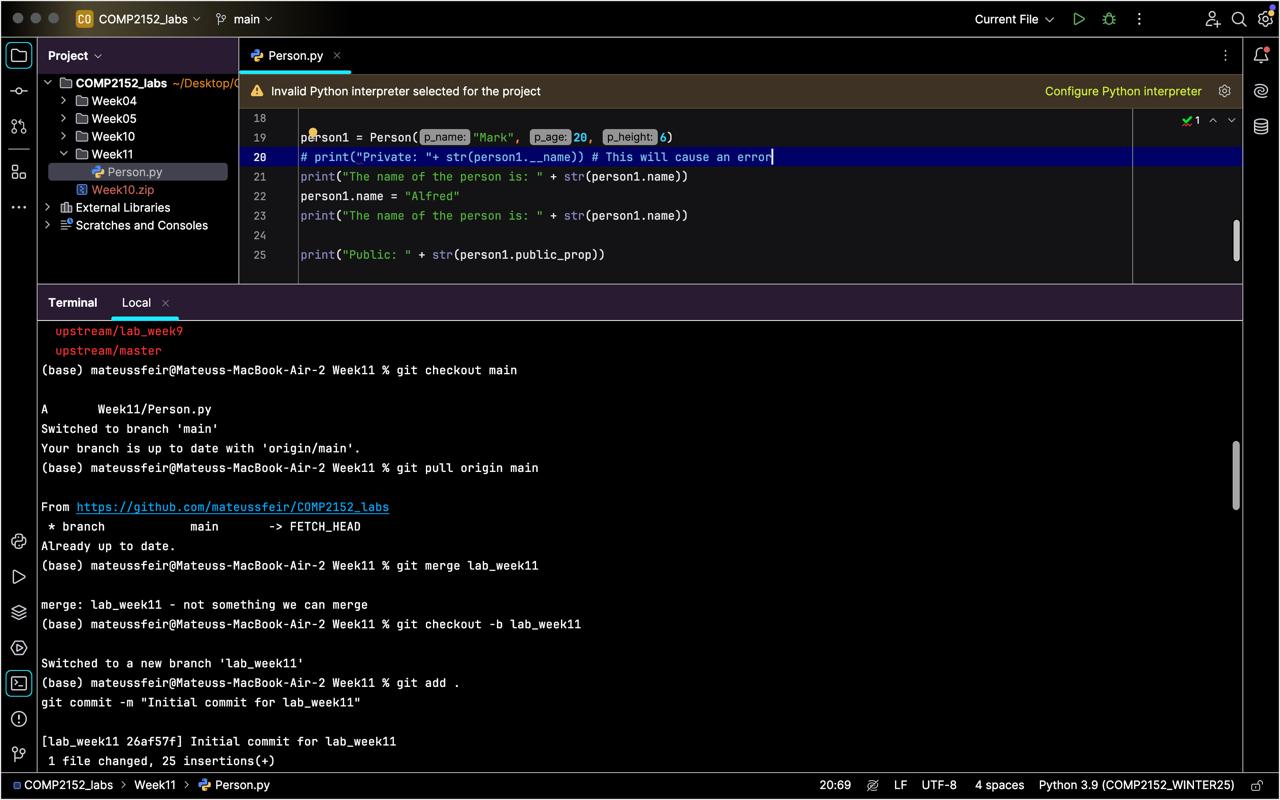 CO COMP2152_labs main Current File
Project
Person.py
COMP2152_labs ~/Desktop/
Week04
Week05
Week10
Week11
Person.py
Week10.zip
External Libraries
Scratches and Consoles
Invalid Python interpreter selected for the project Configure Python interpreter
18
19 person1 = Person( p_name: "Mark", p_age: 20, p_height: 6)
20 # print("Private: "+ str(person1.__name)) # This will cause an error
21 print("The name of the person is: " + str(person1.name))
22 person1.name = "Alfred"
23 print("The name of the person is: " + str(person1.name))
24
25 print("Public: " + str(person1.public_prop))
1
Terminal Local
upstream/lab_week9
upstream/master
(base) mateussfeir@Mateuss-MacBook-Air-2 Week11 % git checkout main
A Week11/Person.py
Switched to branch 'main'
Your branch is up to date with 'origin/main'.
(base) mateussfeir@Mateuss-MacBook-Air-2 Week11 % git pull origin main
From https://github.com/mateussfeir/COMP2152_labs
* branch main -> FETCH_HEAD
Already up to date.
(base) mateussfeir@Mateuss-MacBook-Air-2 Week11 % git merge lab_week11
merge: lab_week11 - not something we can merge
(base) mateussfeir@Mateuss-MacBook-Air-2 Week11 % git checkout -b lab_week11
Switched to a new branch 'lab_week11'
(base) mateussfeir@Mateuss-MacBook-Air-2 Week11 % git add .
git commit -m "Initial commit for lab_week11"
[lab_week11 26af57f] Initial commit for lab_week11
1 file changed, 25 insertions(+)
COMP2152_labs > Week11 > Person.py 20:69 LF UTF-8 4 spaces Python 3.9 (COMP2152_WINTER25)